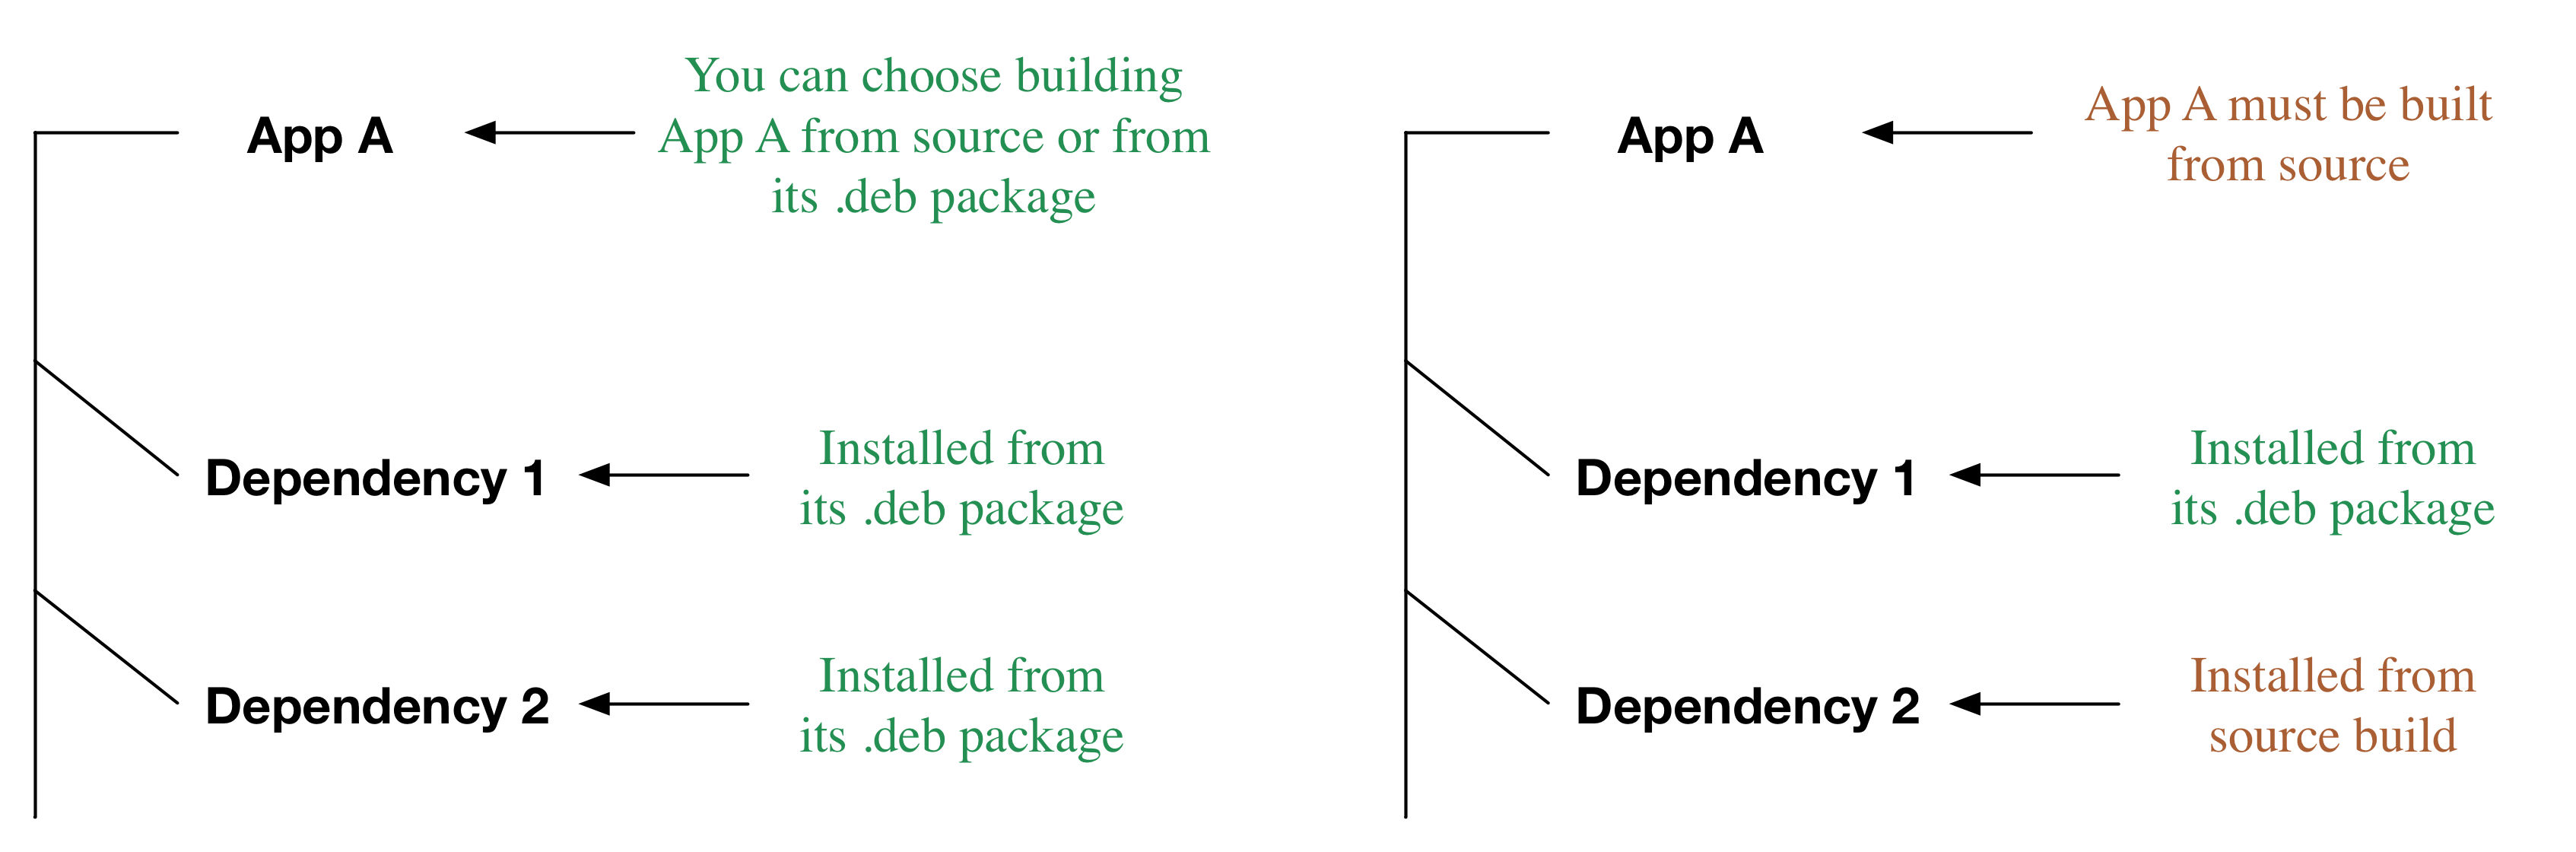 App A
You can choose building
App A from source or from
its .deb package
Dependency 1
Installed from
its .deb package
Dependency 2
Installed from
its .deb package
App A
App A must be built
from source
Dependency 1
Installed from
its .deb package
Dependency 2
Installed from
source build